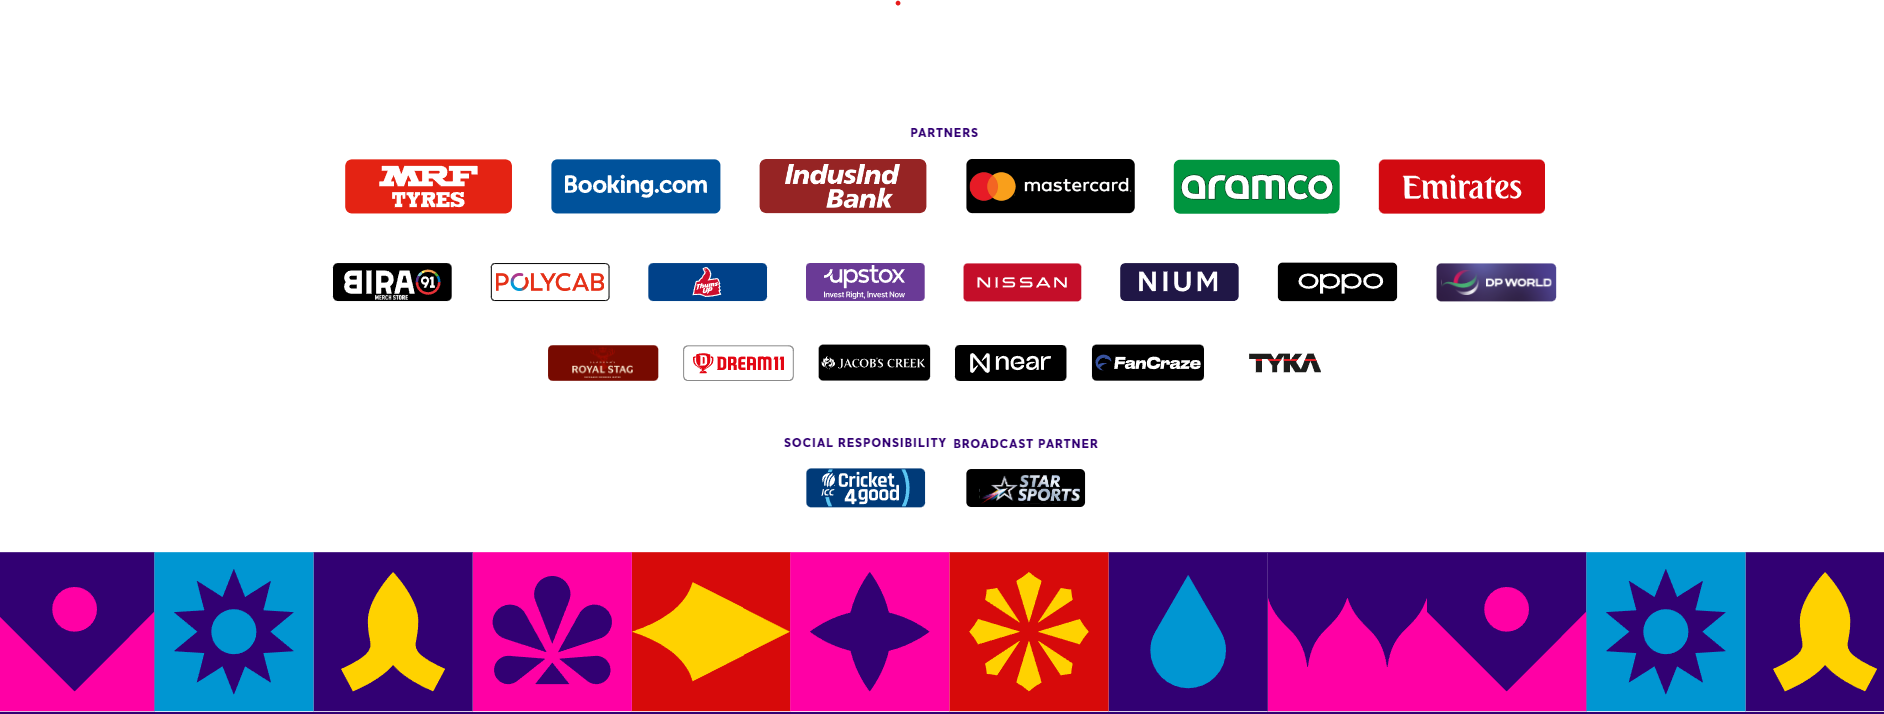 PARTNERS
MRF
TYRES
Booking.com
IndusInd
Bank
mastercard.
aramco
Emirates
BIRA 91
MERCH STORE
POLYCAB
Thums
UP
upstox
Invest Right, Invest Now
NISSAN
NIUM
oppo
DP WORLD
ROYAL STAG
DREAM11
JACOB'S CREEK
near
FanCraze
TYKA
SOCIAL RESPONSIBILITY BROADCAST PARTNER
ICC
Cricket
4good
STAR
SPORTS